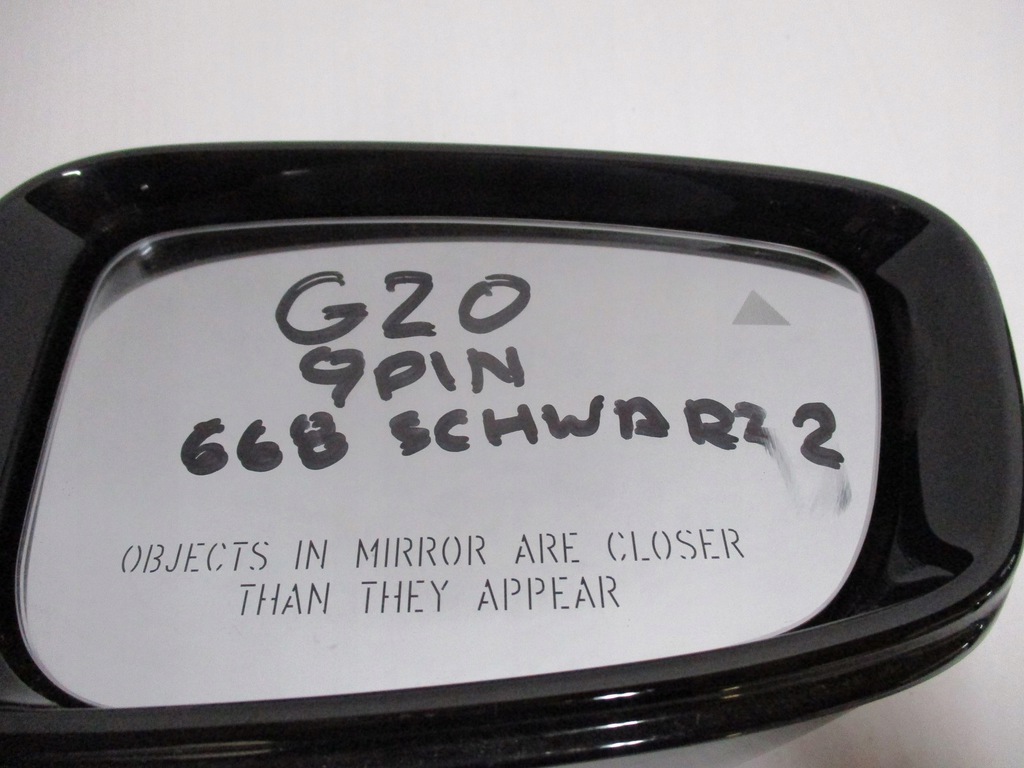 G20
9PIN
668 SCHWARZ 2
OBJECTS IN MIRROR ARE CLOSER
THAN THEY APPEAR